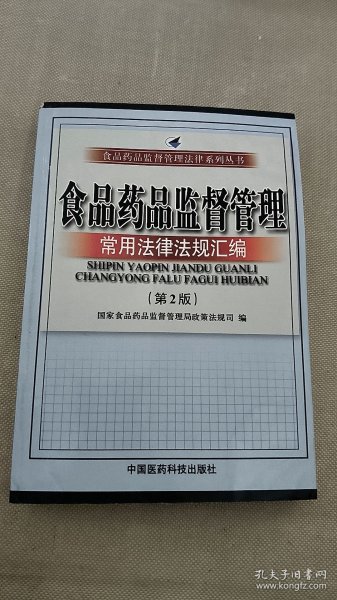 食品药品监督管理法律系列丛书
食品药品监督管理
常用法律法规汇编
SHIPIN YAOPIN JIANDU GUANLI
CHANGYONG FALU FAGUI HUIBIAN
(第2版)
国家食品药品监督管理局政策法规司 编
中国医药科技出版社
孔夫子旧书网
www.kongfz.com